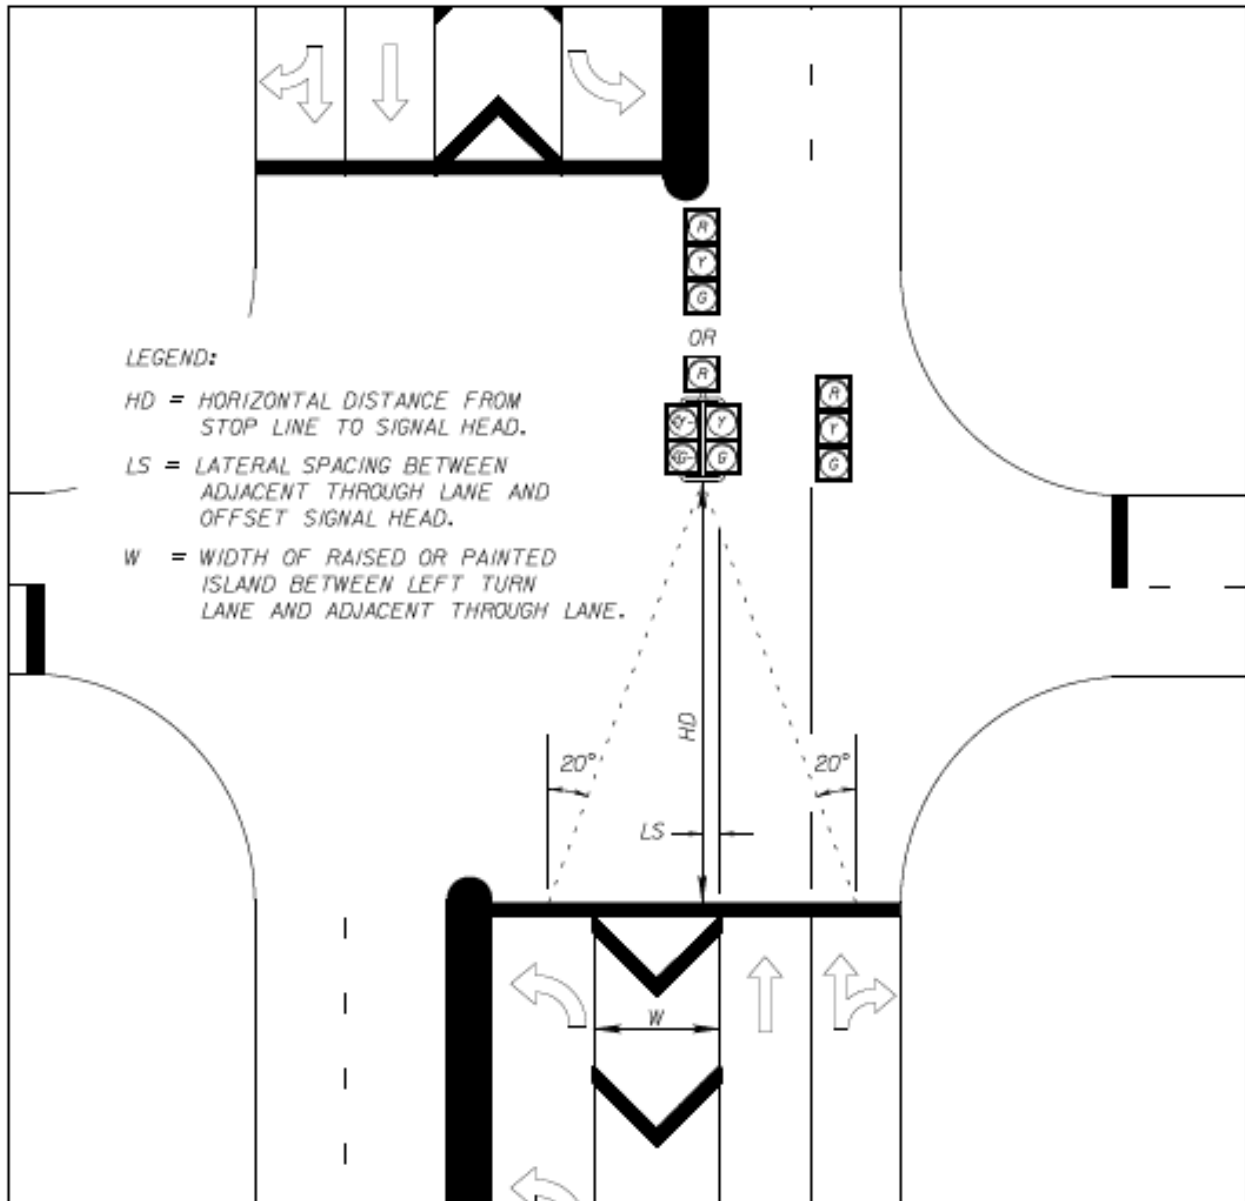 R
Y
G
OR
R
Y
G
G
R
Y
G
LEGEND:
HD = HORIZONTAL DISTANCE FROM
STOP LINE TO SIGNAL HEAD.
LS = LATERAL SPACING BETWEEN
ADJACENT THROUGH LANE AND
OFFSET SIGNAL HEAD.
W = WIDTH OF RAISED OR PAINTED
ISLAND BETWEEN LEFT TURN
LANE AND ADJACENT THROUGH LANE.
HD
20°
20°
LS
W